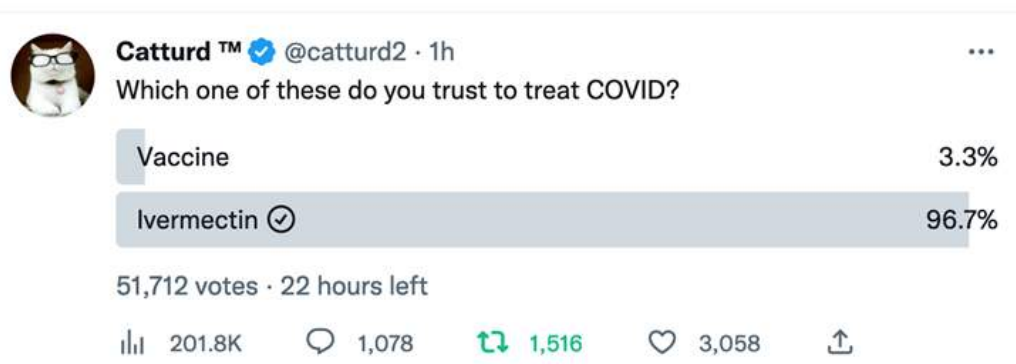 Catturd ™ @catturd2 · 1h
Which one of these do you trust to treat COVID?
Vaccine 3.3%
Ivermectin 96.7%
51,712 votes · 22 hours left
201.8K 1,078 1,516 3,058